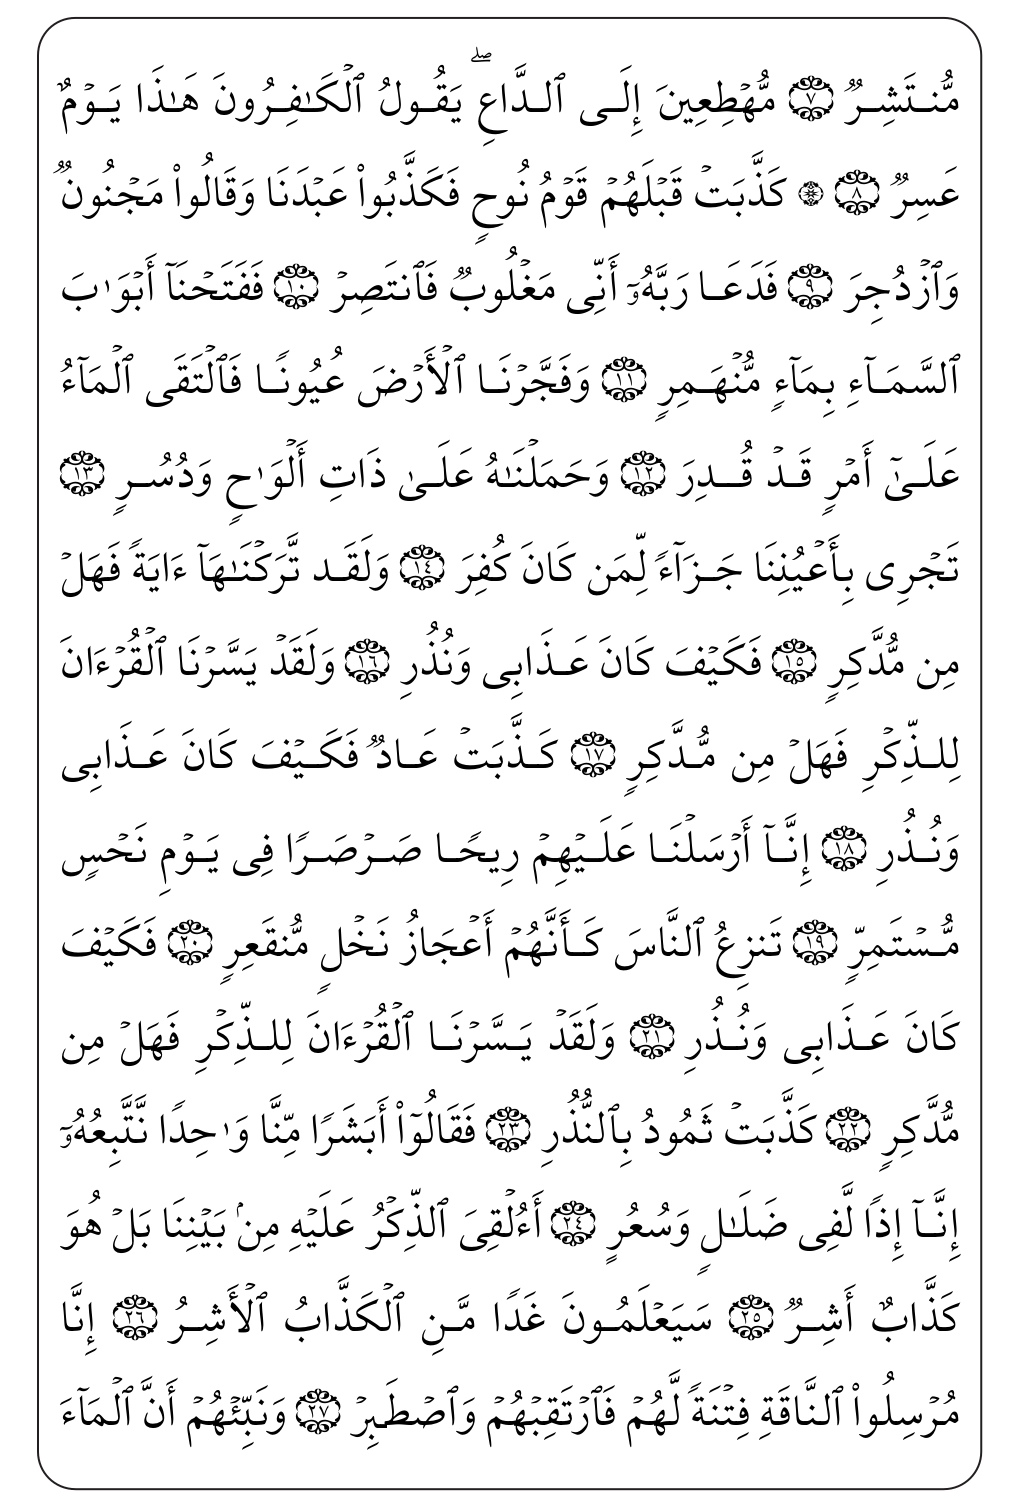 مُّنتَشِرٌ ٧ مُّهۡطِعِينَ إِلَى ٱلدَّاعِۖ يَقُولُ ٱلۡكَٰفِرُونَ هَٰذَا يَوۡمٌ
عَسِرٌ ٨ ۞ كَذَّبَتۡ قَبۡلَهُمۡ قَوۡمُ نُوحٖ فَكَذَّبُواْ عَبۡدَنَا وَقَالُواْ مَجۡنُونٞ
وَٱزۡدُجِرَ ٩ فَدَعَا رَبَّهُۥٓ أَنِّي مَغۡلُوبٞ فَٱنتَصِرۡ ١٠ فَفَتَحۡنَآ أَبۡوَٰبَ
ٱلسَّمَآءِ بِمَآءٖ مُّنۡهَمِرٖ ١١ وَفَجَّرۡنَا ٱلۡأَرۡضَ عُيُونٗا فَٱلۡتَقَى ٱلۡمَآءُ
عَلَىٰٓ أَمۡرٖ قَدۡ قُدِرَ ١٢ وَحَمَلۡنَٰهُ عَلَىٰ ذَاتِ أَلۡوَٰحٖ وَدُسُرٖ ١٣
تَجۡرِي بِأَعۡيُنِنَا جَزَآءٗ لِّمَن كَانَ كُفِرَ ١٤ وَلَقَد تَّرَكۡنَٰهَآ ءَايَةٗ فَهَلۡ
مِن مُّدَّكِرٖ ١٥ فَكَيۡفَ كَانَ عَذَابِي وَنُذُرِ ١٦ وَلَقَدۡ يَسَّرۡنَا ٱلۡقُرۡءَانَ
لِلذِّكۡرِ فَهَلۡ مِن مُّدَّكِرٖ ١٧ كَذَّبَتۡ عَادٞ فَكَيۡفَ كَانَ عَذَابِي
وَنُذُرِ ١٨ إِنَّآ أَرۡسَلۡنَا عَلَيۡهِمۡ رِيحٗا صَرۡصَرٗا فِي يَوۡمِ نَحۡسٖ
مُّسۡتَمِرّٖ ١٩ تَنزِعُ ٱلنَّاسَ كَأَنَّهُمۡ أَعۡجَازُ نَخۡلٖ مُّنقَعِرٖ ٢٠ فَكَيۡفَ
كَانَ عَذَابِي وَنُذُرِ ٢١ وَلَقَدۡ يَسَّرۡنَا ٱلۡقُرۡءَانَ لِلذِّكۡرِ فَهَلۡ مِن
مُّدَّكِرٖ ٢٢ كَذَّبَتۡ ثَمُودُ بِٱلنُّذُرِ ٢٣ فَقَالُوٓاْ أَبَشَرٗا مِّنَّا وَٰحِدٗا نَّتَّبِعُهُۥٓ
إِنَّآ إِذٗا لَّفِي ضَلَٰلٖ وَسُعُرٍ ٢٤ أَءُلۡقِيَ ٱلذِّكۡرُ عَلَيۡهِ مِنۢ بَيۡنِنَا بَلۡ هُوَ
كَذَّابٌ أَشِرٞ ٢٥ سَيَعۡلَمُونَ غَدٗا مَّنِ ٱلۡكَذَّابُ ٱلۡأَشِرُ ٢٦ إِنَّا
مُرۡسِلُواْ ٱلنَّاقَةِ فِتۡنَةٗ لَّهُمۡ فَٱرۡتَقِبۡهُمۡ وَٱصۡطَبِرۡ ٢٧ وَنَبِّئۡهُمۡ أَنَّ ٱلۡمَآءَ